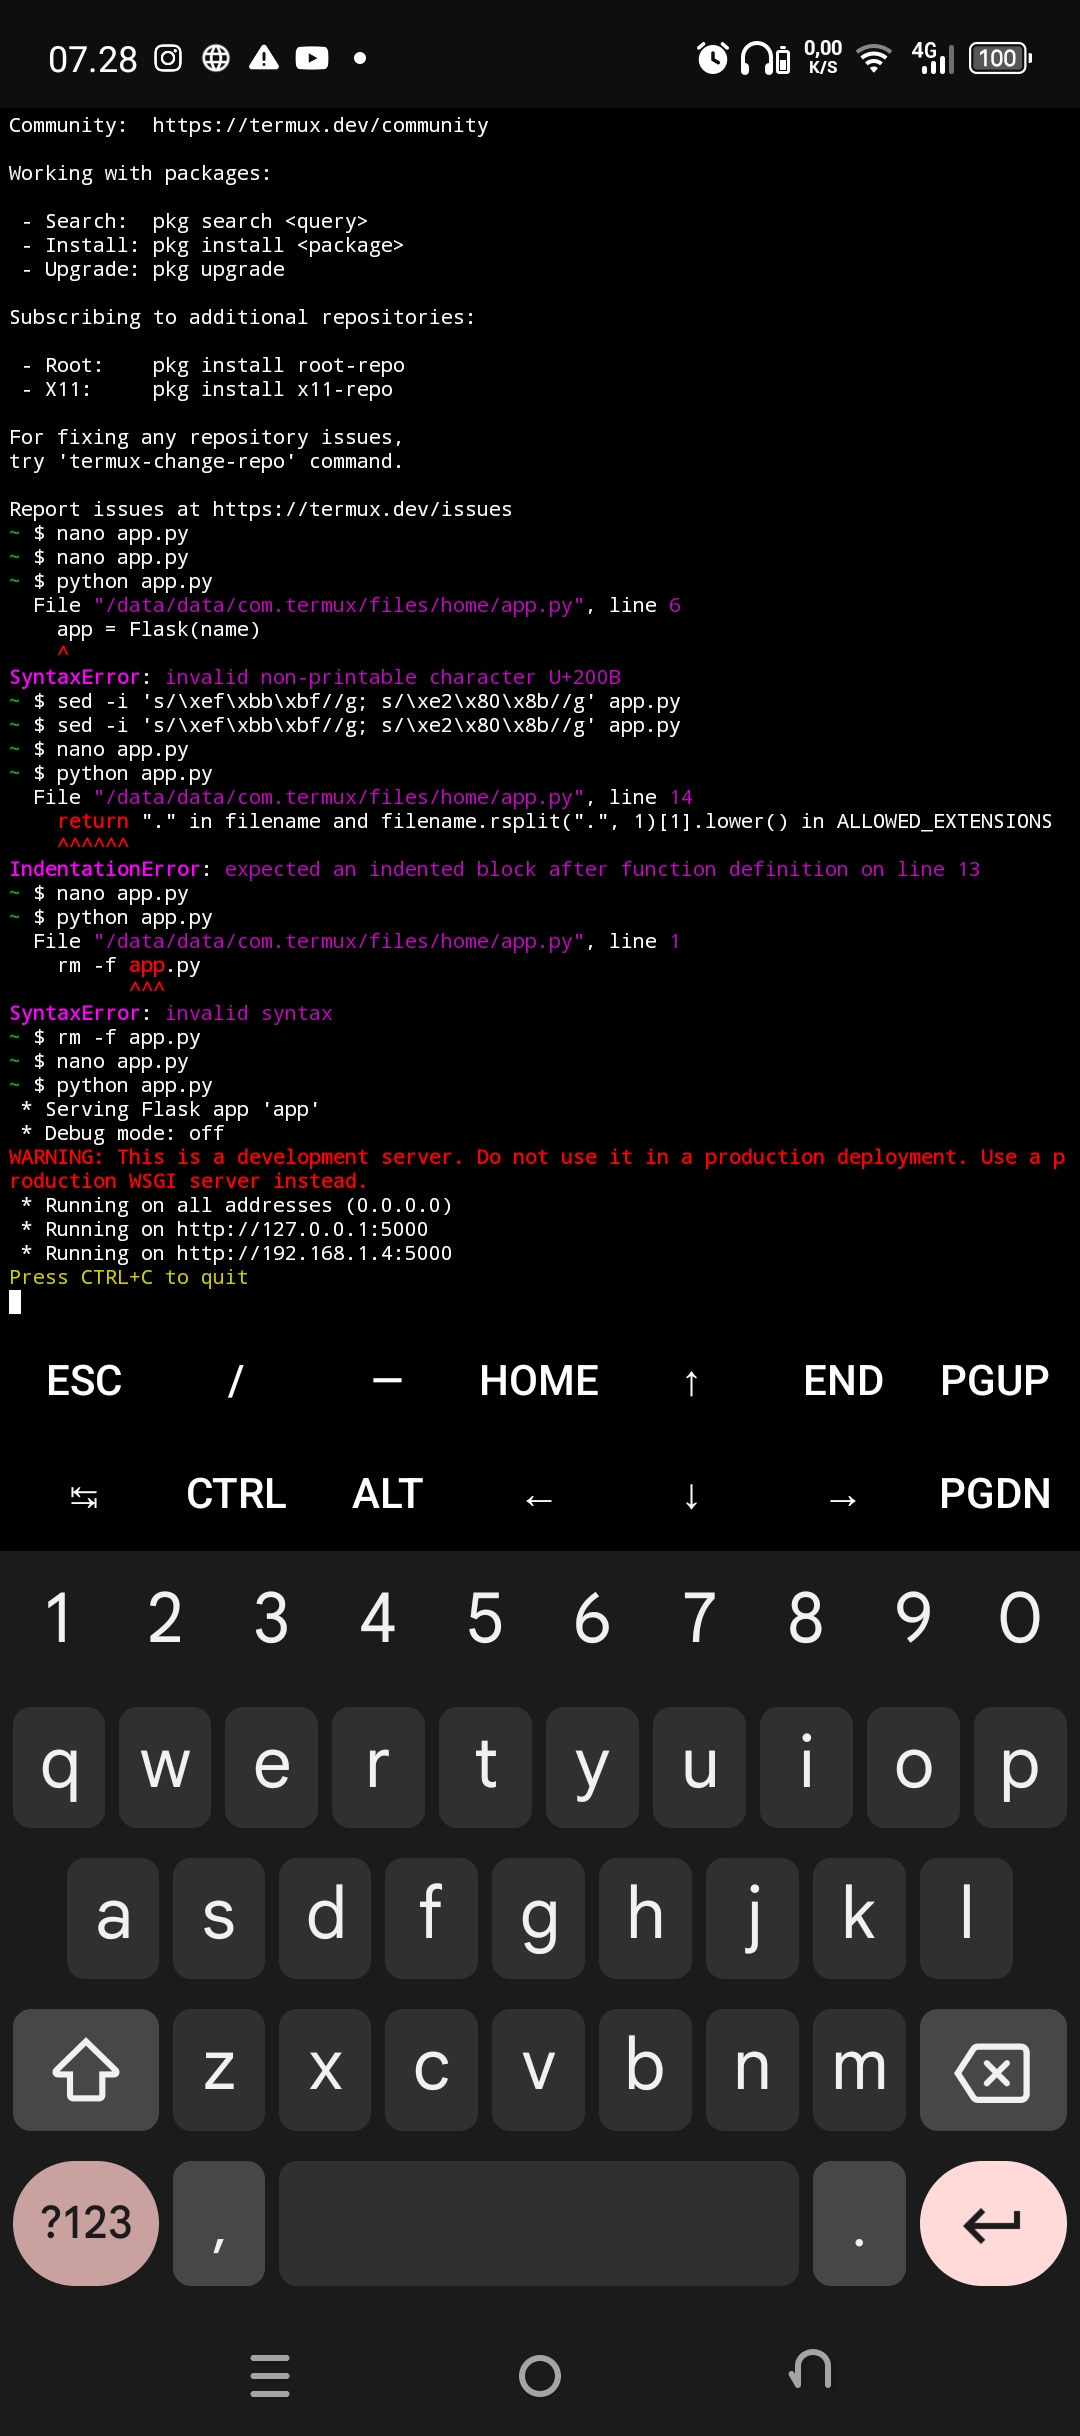 07.28
0,00
K/S
4G
100
Community:  https://termux.dev/community
Working with packages:
 - Search:  pkg search <query>
 - Install: pkg install <package>
 - Upgrade: pkg upgrade
Subscribing to additional repositories:
 - Root:    pkg install root-repo
 - X11:     pkg install x11-repo
For fixing any repository issues,
try 'termux-change-repo' command.
Report issues at https://termux.dev/issues
~ $ nano app.py
~ $ nano app.py
~ $ python app.py
  File "/data/data/com.termux/files/home/app.py", line 6
    app = Flask(name)
    ^
SyntaxError: invalid non-printable character U+200B
~ $ sed -i 's/\xef\xbb\xbf//g; s/\xe2\x80\x8b//g' app.py
~ $ sed -i 's/\xef\xbb\xbf//g; s/\xe2\x80\x8b//g' app.py
~ $ nano app.py
~ $ python app.py
  File "/data/data/com.termux/files/home/app.py", line 14
    return "." in filename and filename.rsplit(".", 1)[1].lower() in ALLOWED_EXTENSIONS
    ^^^^^^
IndentationError: expected an indented block after function definition on line 13
~ $ nano app.py
~ $ python app.py
  File "/data/data/com.termux/files/home/app.py", line 1
    rm -f app.py
          ^^^
SyntaxError: invalid syntax
~ $ rm -f app.py
~ $ nano app.py
~ $ python app.py
 * Serving Flask app 'app'
 * Debug mode: off
WARNING: This is a development server. Do not use it in a production deployment. Use a p
roduction WSGI server instead.
 * Running on all addresses (0.0.0.0)
 * Running on http://127.0.0.1:5000
 * Running on http://192.168.1.4:5000
Press CTRL+C to quit
ESC / — HOME ↑ END PGUP
↹ CTRL ALT ← ↓ → PGDN
1 2 3 4 5 6 7 8 9 0
q w e r t y u i o p
a s d f g h j k l
z x c v b n m
?123 , .